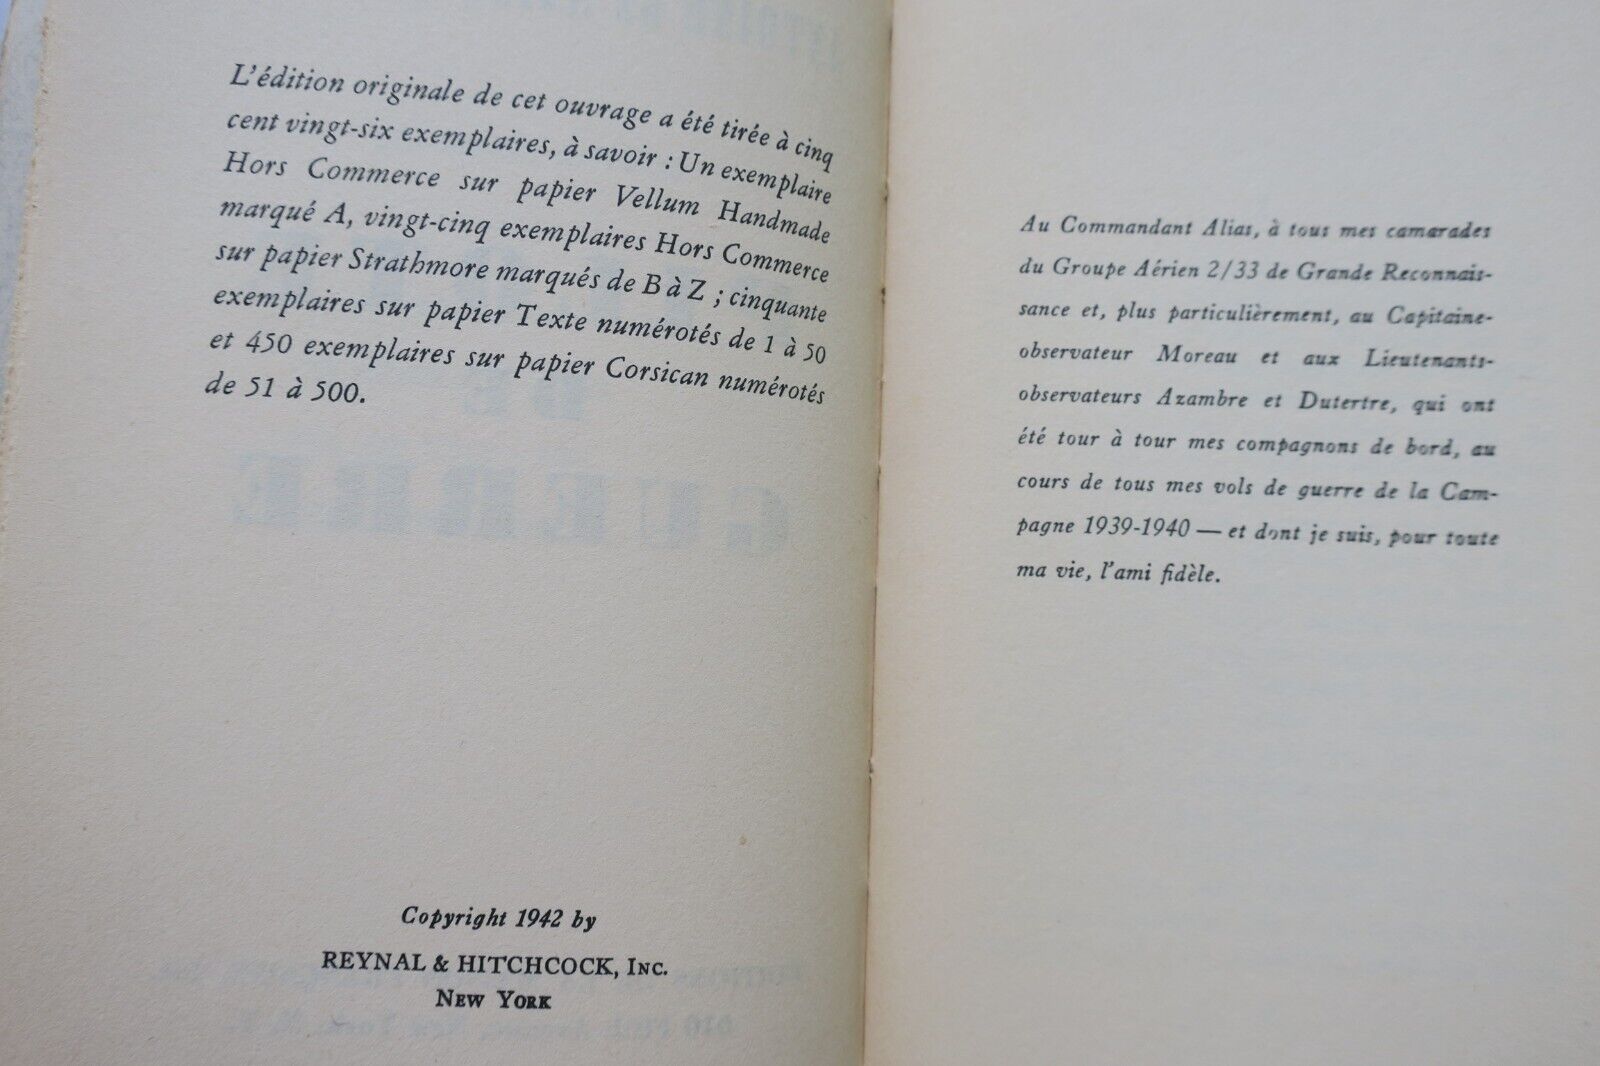 L'édition originale de cet ouvrage a été tirée à cinq
cent vingt-six exemplaires, à savoir : Un exemplaire
Hors Commerce sur papier Vellum Handmade
marqué A, vingt-cinq exemplaires Hors Commerce
sur papier Strathmore marqués de B à Z ; cinquante
exemplaires sur papier Texte numérotés de 1 à 50
et 450 exemplaires sur papier Corsican numérotés
de 51 à 500.
Copyright 1942 by
REYNAL & HITCHCOCK, INC.
NEW YORK
Au Commandant Alias, à tous mes camarades
du Groupe Aérien 2/33 de Grande Reconnais-
sance et, plus particulièrement, au Capitaine-
observateur Moreau et aux Lieutenants-
observateurs Azambre et Dutertre, qui ont
été tour à tour mes compagnons de bord, au
cours de tous mes vols de guerre de la Cam-
pagne 1939-1940 — et dont je suis, pour toute
ma vie, l'ami fidèle.